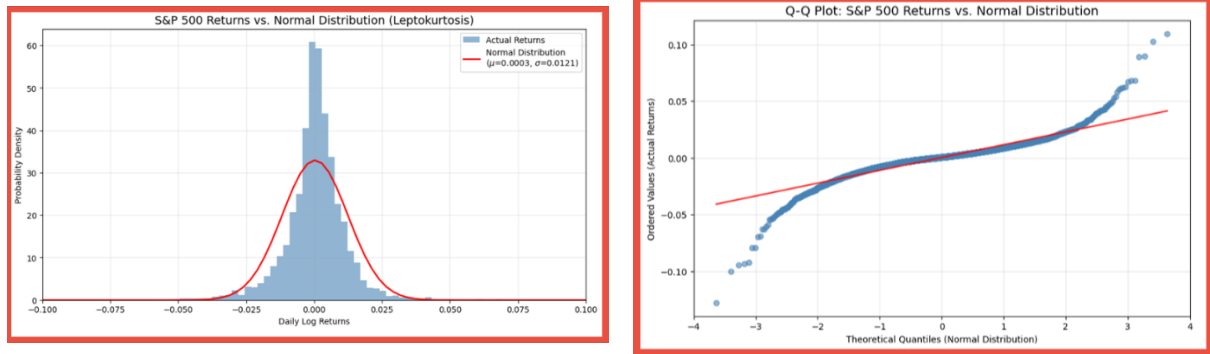 S&P 500 Returns vs. Normal Distribution (Leptokurtosis)
Actual Returns
Normal Distribution
(μ=0.0003, σ=0.0121)
Probability Density
60
50
40
30
20
10
0
−0.100 −0.075 −0.050 −0.025 0.000 0.025 0.050 0.075 0.100
Daily Log Returns
Q-Q Plot: S&P 500 Returns vs. Normal Distribution
Ordered Values (Actual Returns)
0.10
0.05
0.00
−0.05
−0.10
−4 −3 −2 −1 0 1 2 3 4
Theoretical Quantiles (Normal Distribution)